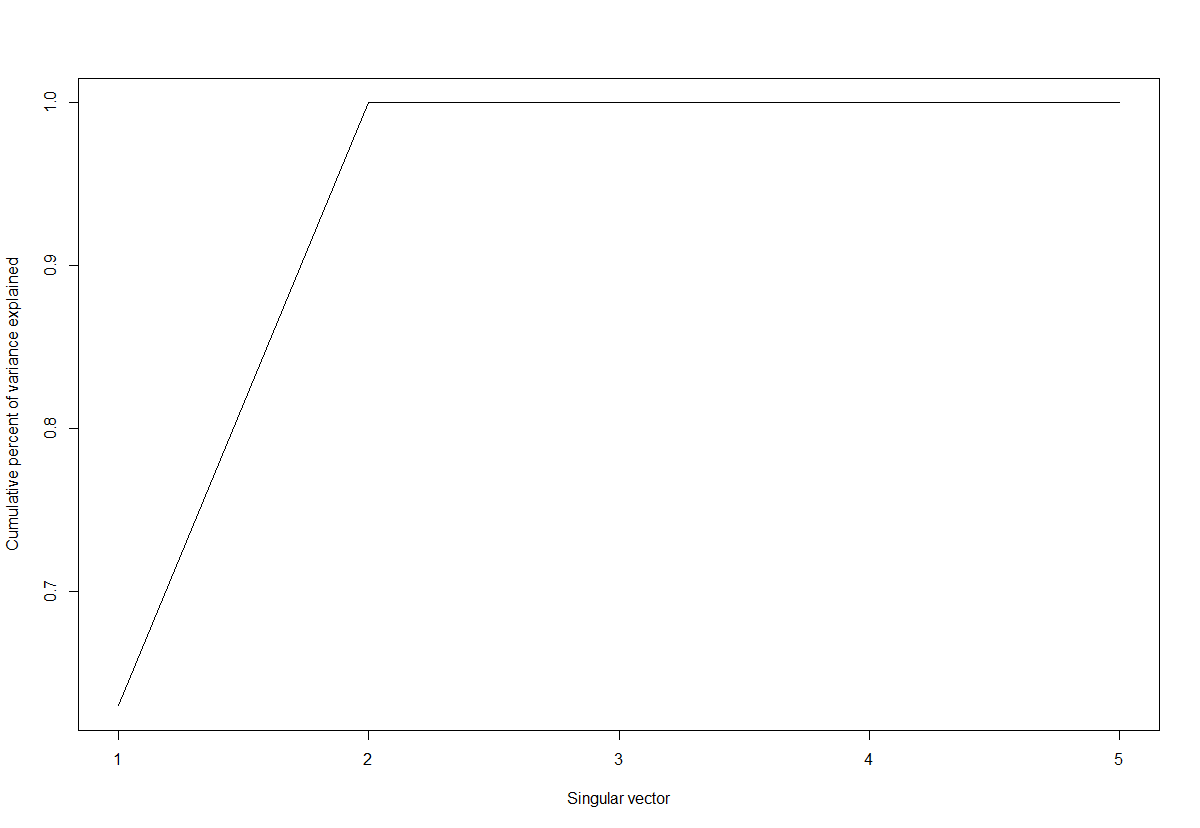 Cumulative percent of variance explained
1.0
0.9
0.8
0.7
1 2 3 4 5
Singular vector